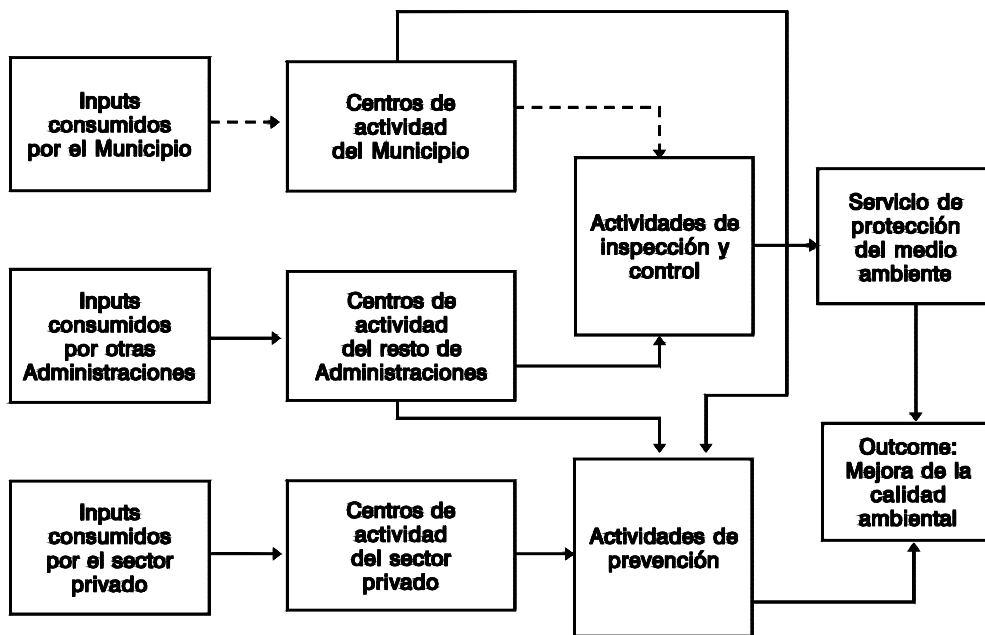 Inputs
consumidos
por el Municipio
Centros de
actividad
del Municipio
Actividades de
inspección y
control
Servicio de
protección
del medio
ambiente
Inputs
consumidos
por otras
Administraciones
Centros de
actividad
del resto de
Administraciones
Outcome:
Mejora de la
calidad
ambiental
Inputs
consumidos
por el sector
privado
Centros de
actividad
del sector
privado
Actividades de
prevención